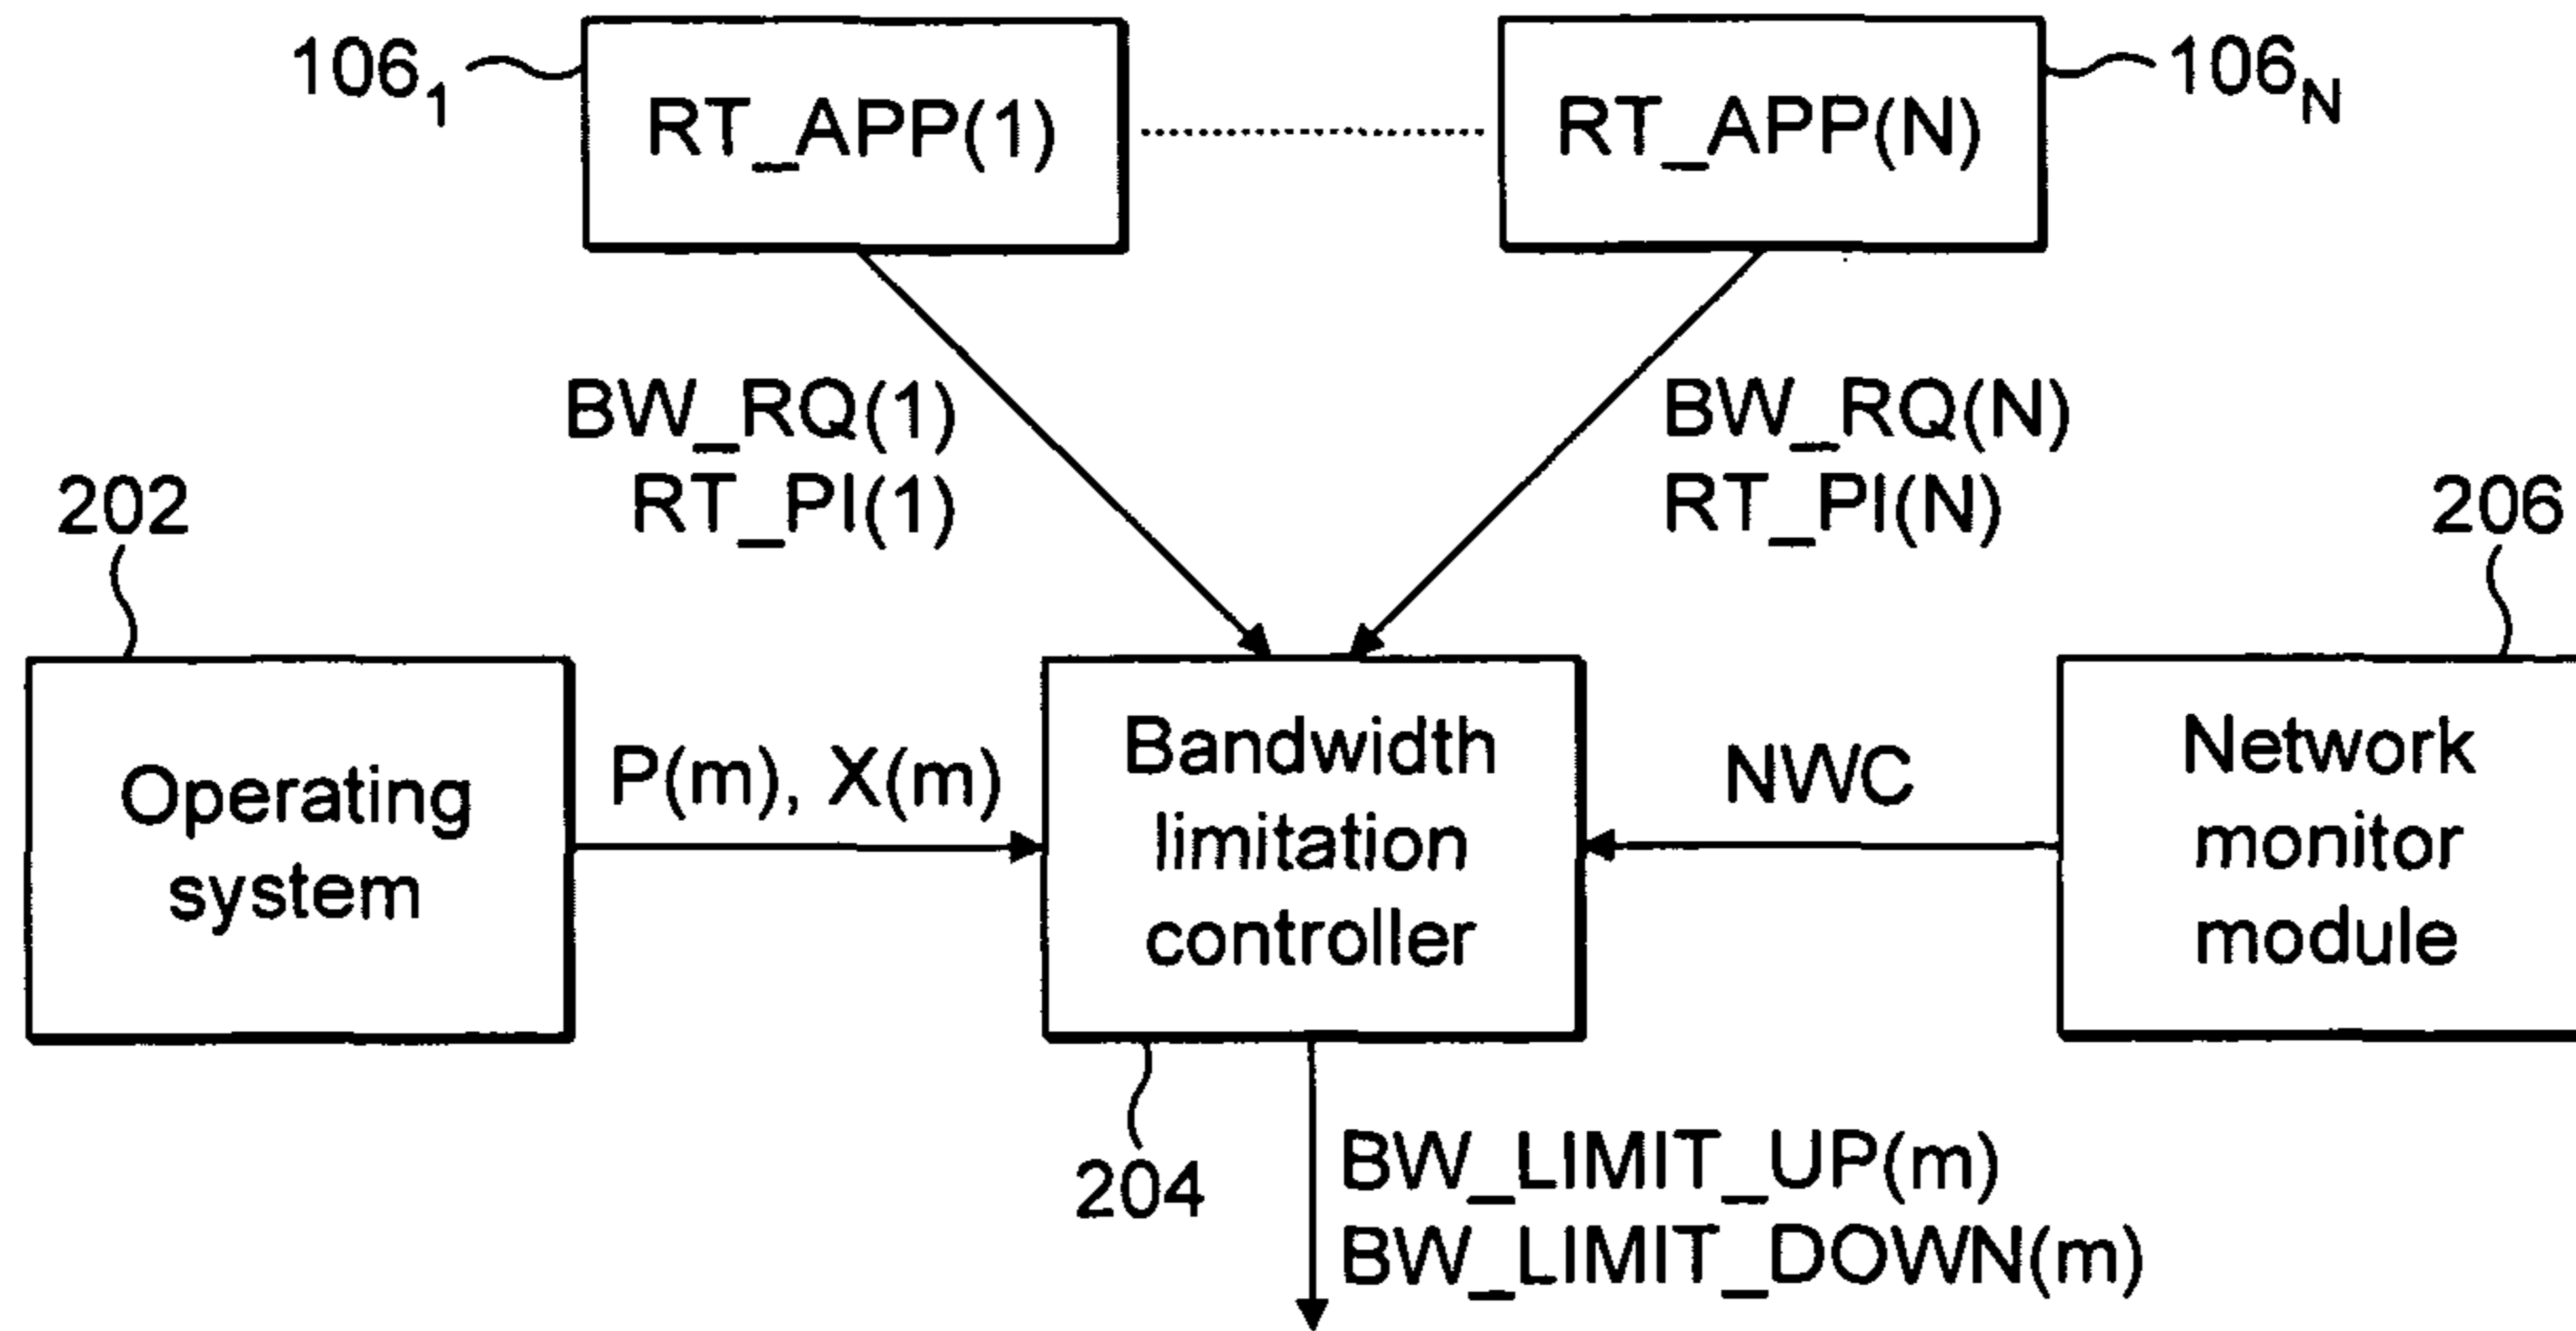 106₁
RT_APP(1)
RT_APP(N)
106_N
BW_RQ(1)
RT_PI(1)
BW_RQ(N)
RT_PI(N)
202
206
Operating
system
P(m), X(m)
Bandwidth
limitation
controller
NWC
Network
monitor
module
204
BW_LIMIT_UP(m)
BW_LIMIT_DOWN(m)